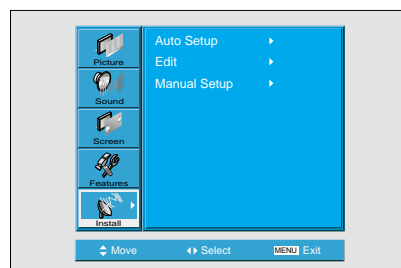 Picture
Sound
Screen
Features
Install
Auto Setup
Edit
Manual Setup
Move Select MENU Exit